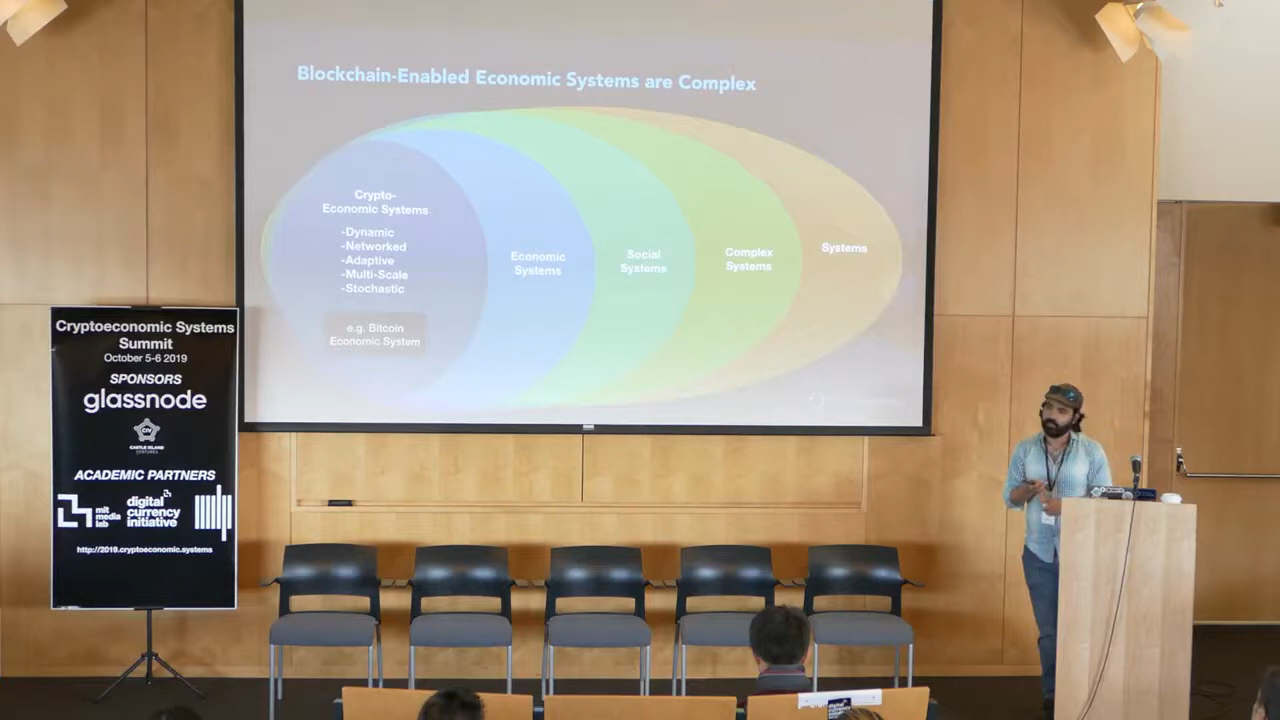 Blockchain-Enabled Economic Systems are Complex
Crypto-
Economic Systems
-Dynamic
-Networked
-Adaptive
-Multi-Scale
-Stochastic
e.g. Bitcoin
Economic System
Economic
Systems
Social
Systems
Complex
Systems
Systems
Cryptoeconomic Systems
Summit
October 5-6 2019
SPONSORS
glassnode
CIV
CASTLE ISLAND
VENTURES
ACADEMIC PARTNERS
mit
media
lab
digital
currency
initiative
http://2019.cryptoeconomic.systems